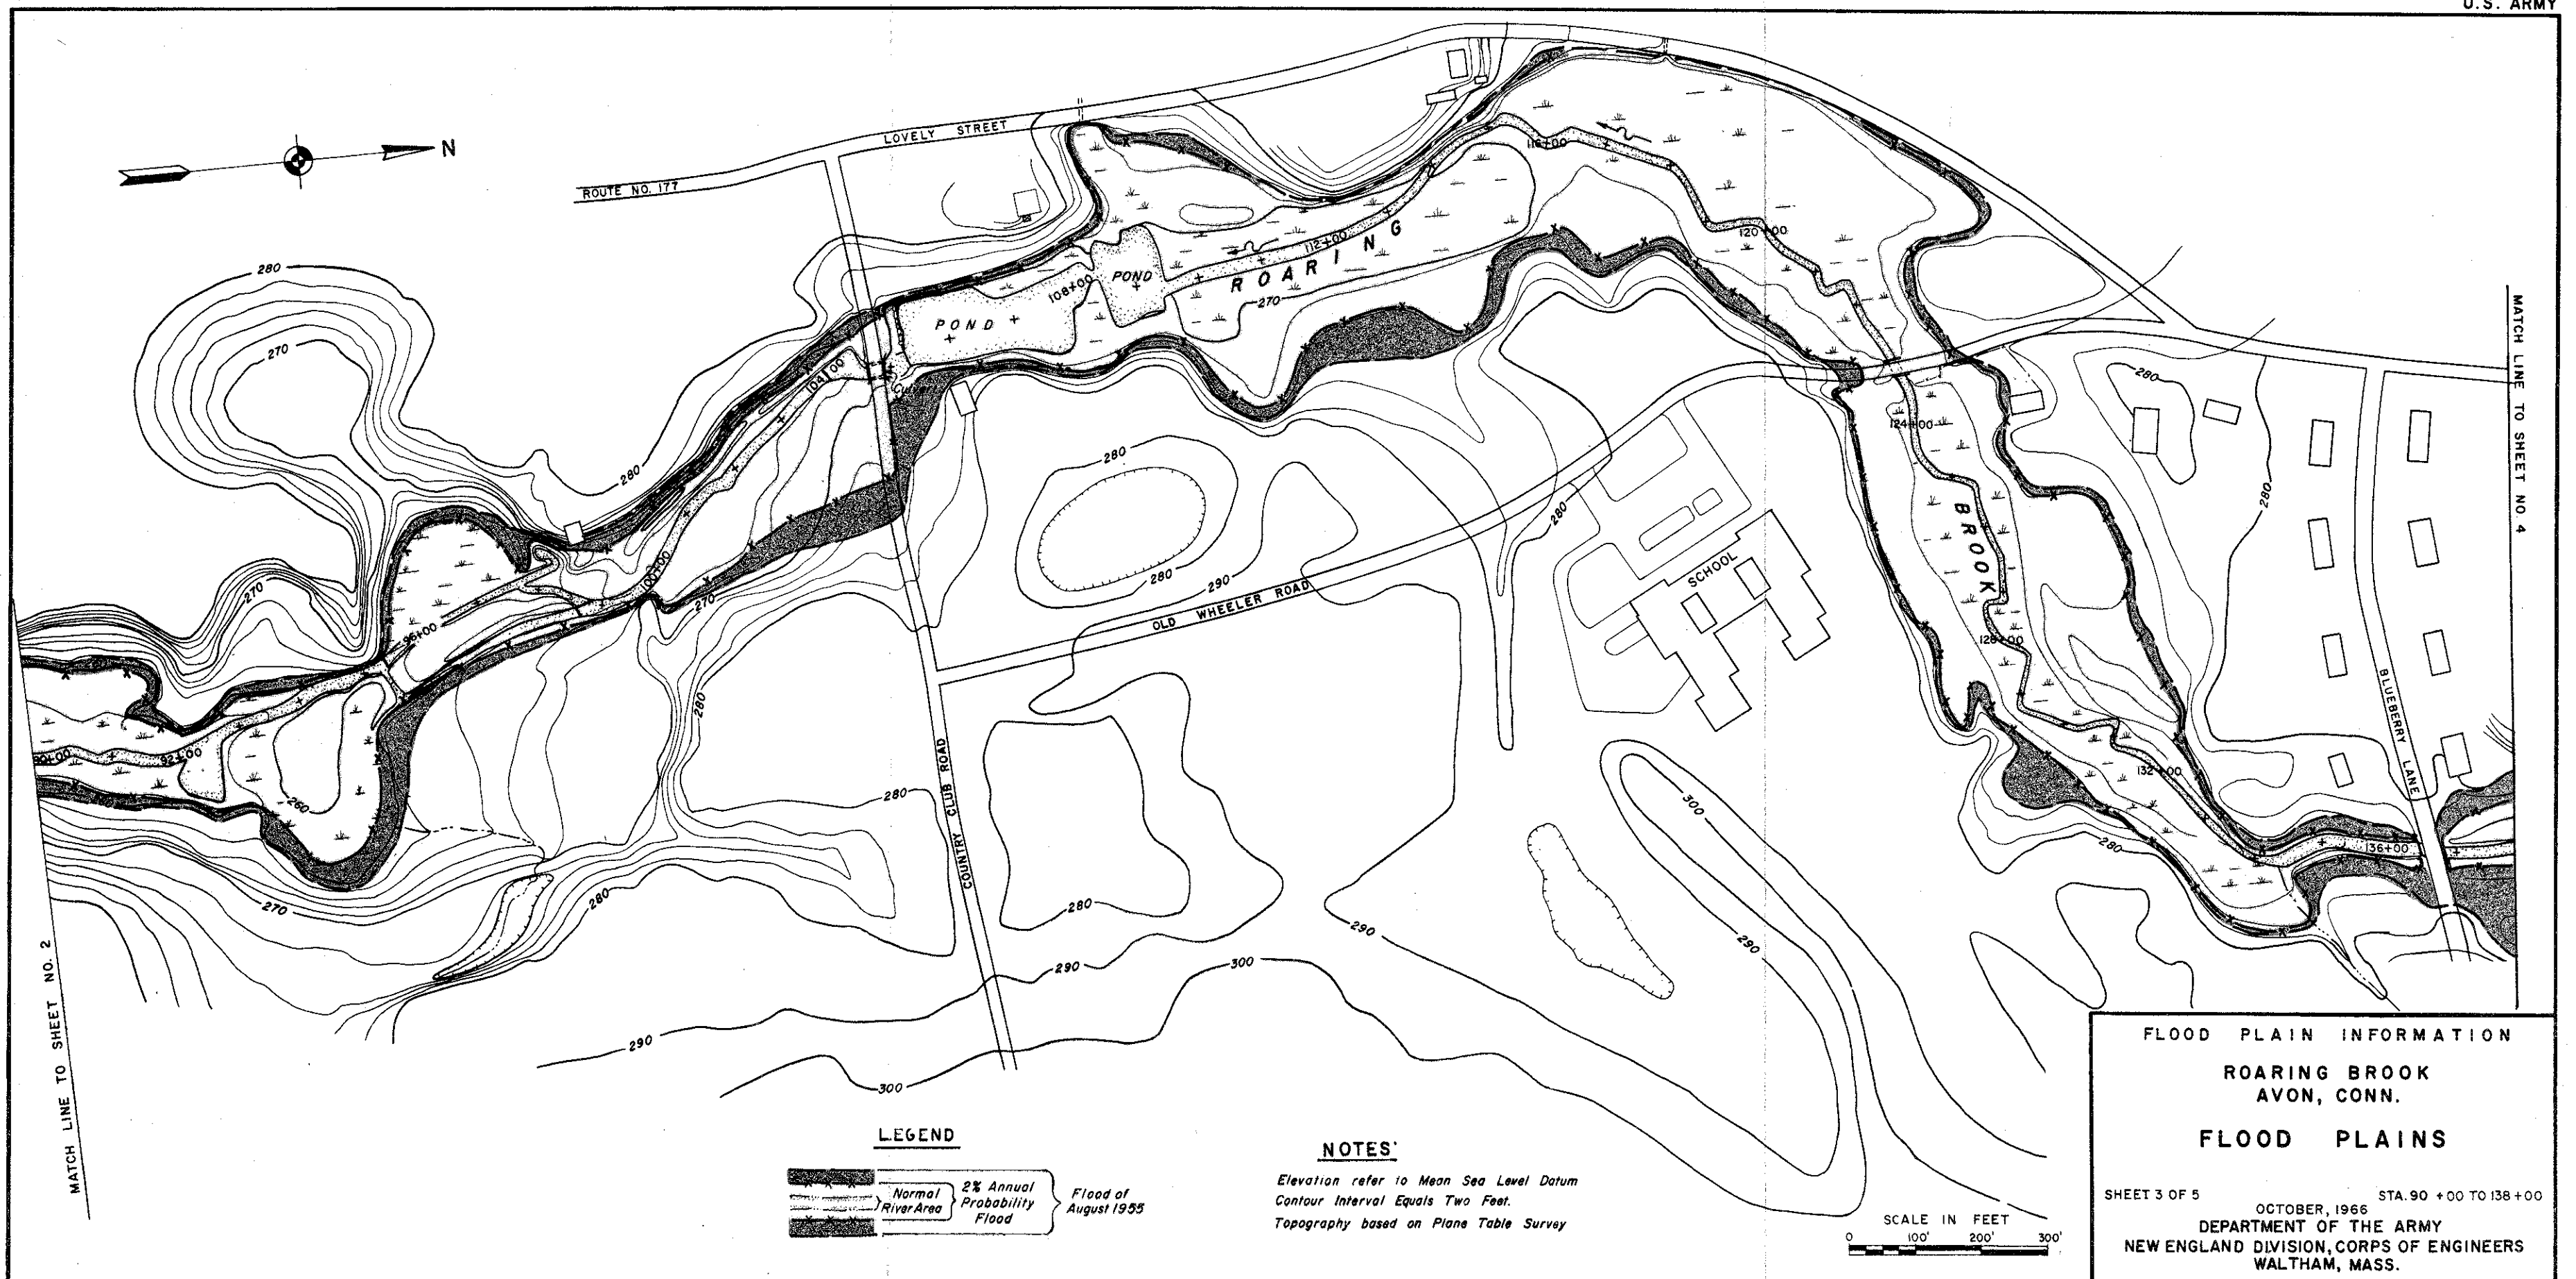 U.S. ARMY
LOVELY STREET
ROUTE NO. 177
N
280
270
280
270
POND
POND
108+00
112+00
116+00
120+00
ROARING
270
104+00
Culvert
100+00
96+00
92+00
90+00
260
270
280
270
280
280
280
280
290
OLD WHEELER ROAD
COUNTRY CLUB ROAD
280
SCHOOL
124+00
BROOK
128+00
132+00
136+00
280
280
280
BLUEBERRY LANE
MATCH LINE TO SHEET NO. 4
MATCH LINE TO SHEET NO. 2
280
290
300
290
300
290
300
290
LEGEND
Normal River Area
2% Annual Probability Flood
Flood of August 1955
NOTES:
Elevation refer to Mean Sea Level Datum
Contour Interval Equals Two Feet.
Topography based on Plane Table Survey
SCALE IN FEET
0 100' 200' 300'
FLOOD PLAIN INFORMATION
ROARING BROOK
AVON, CONN.
FLOOD PLAINS
SHEET 3 OF 5 STA. 90 +00 TO 138+00
OCTOBER, 1966
DEPARTMENT OF THE ARMY
NEW ENGLAND DIVISION, CORPS OF ENGINEERS
WALTHAM, MASS.